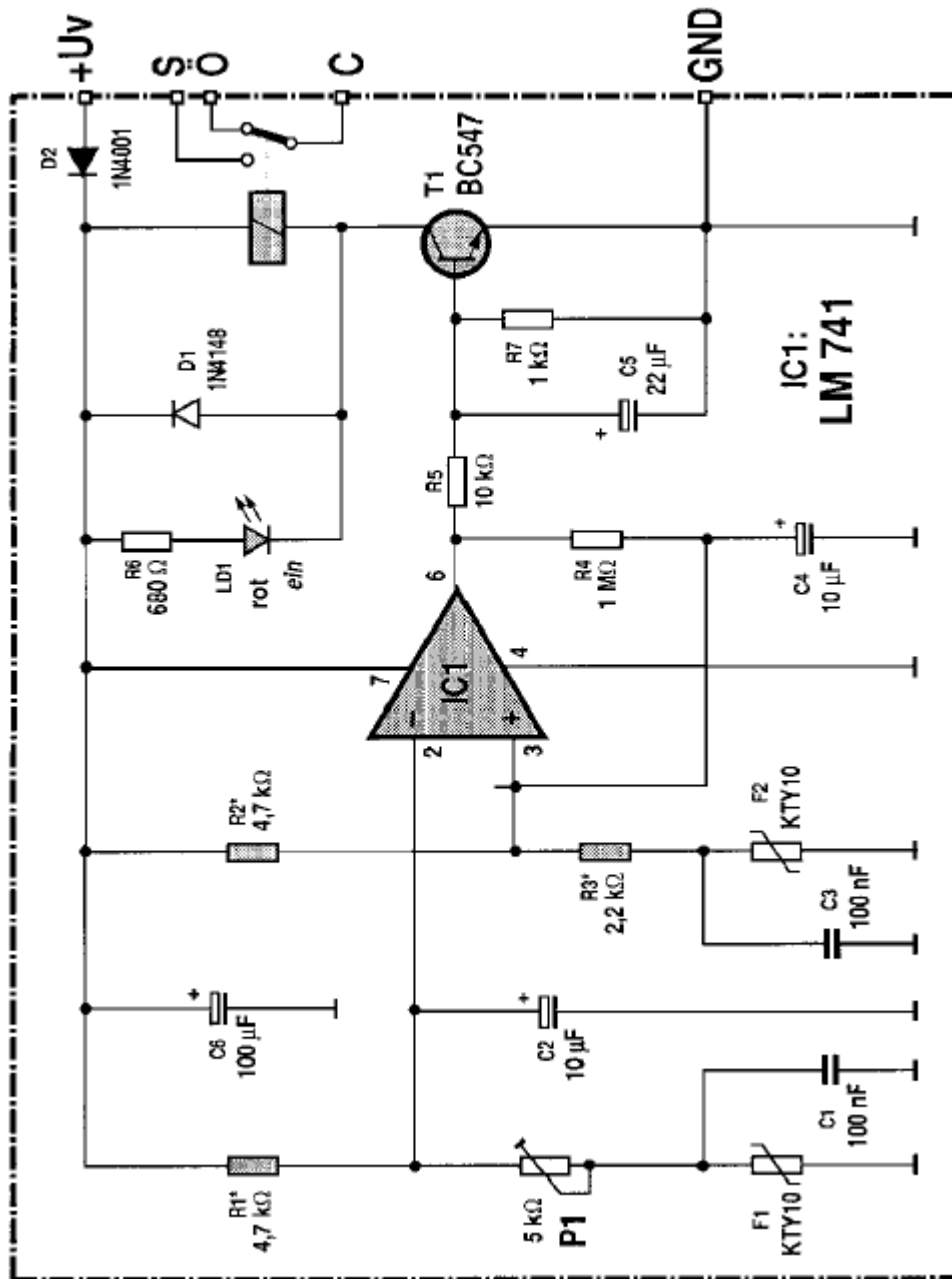 +Uv
S
Ö
C
GND
D2
1N4001
T1
BC547
D1
1N4148
R7
1 kΩ
C5
22 µF
+
IC1:
LM 741
R6
680 Ω
LD1
rot
ein
R5
10 kΩ
R4
1 MΩ
C4
10 µF
+
6
7
4
IC1
−
+
2
3
R2*
4,7 kΩ
R3*
2,2 kΩ
F2
KTY10
C3
100 nF
C6
100 µF
+
C2
10 µF
+
C1
100 nF
R1*
4,7 kΩ
5 kΩ
P1
F1
KTY10